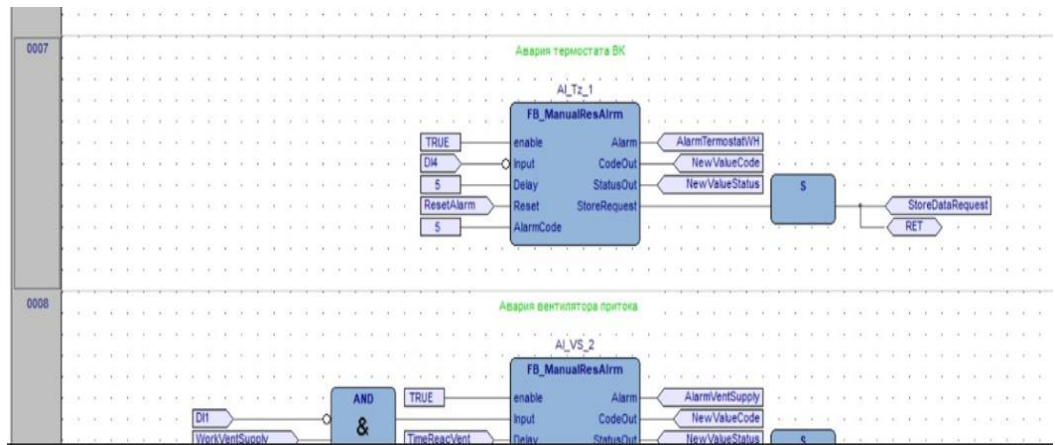 0007
Авария термостата ВК
Al_Tz_1
FB_ManualResAlrm
TRUE enable Alarm AlarmTermostatWH
DI4 Input CodeOut NewValueCode
5 Delay StatusOut NewValueStatus S
ResetAlarm Reset StoreRequest StoreDataRequest
5 AlarmCode RET
0008
Авария вентилятора притока
Al_VS_2
FB_ManualResAlrm
AND TRUE enable Alarm AlarmVentSupply
DI1 & Input CodeOut NewValueCode
WorkVentSupply TimeReacVent Delay StatusOut NewValueStatus S